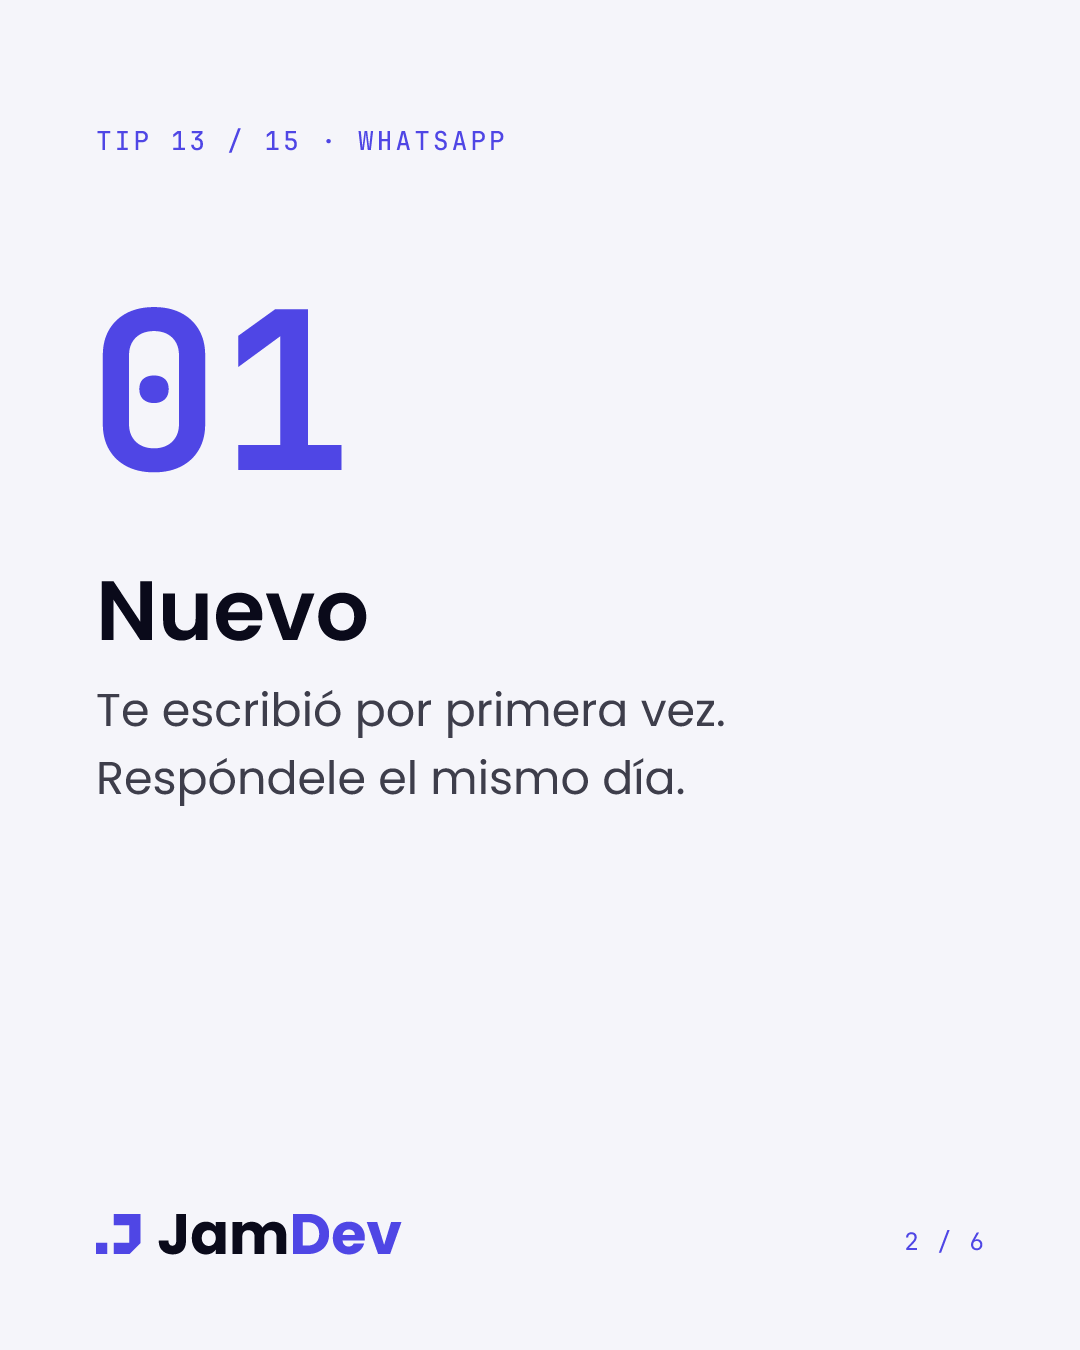 TIP 13 / 15 · WHATSAPP
01
Nuevo
Te escribió por primera vez.
Respóndele el mismo día.
JamDev
2 / 6